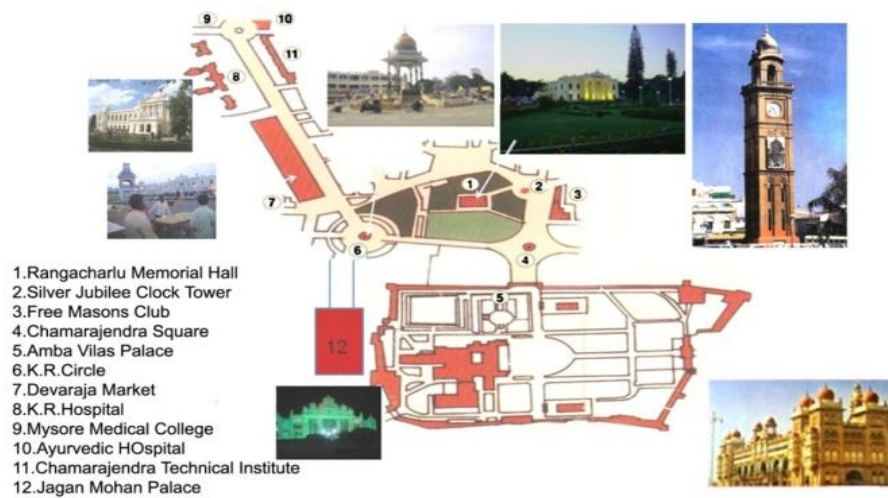 9
10
11
8
1
2
3
7
6
4
5
12
1.Rangacharlu Memorial Hall
2.Silver Jubilee Clock Tower
3.Free Masons Club
4.Chamarajendra Square
5.Amba Vilas Palace
6.K.R.Circle
7.Devaraja Market
8.K.R.Hospital
9.Mysore Medical College
10.Ayurvedic HOspital
11.Chamarajendra Technical Institute
12.Jagan Mohan Palace